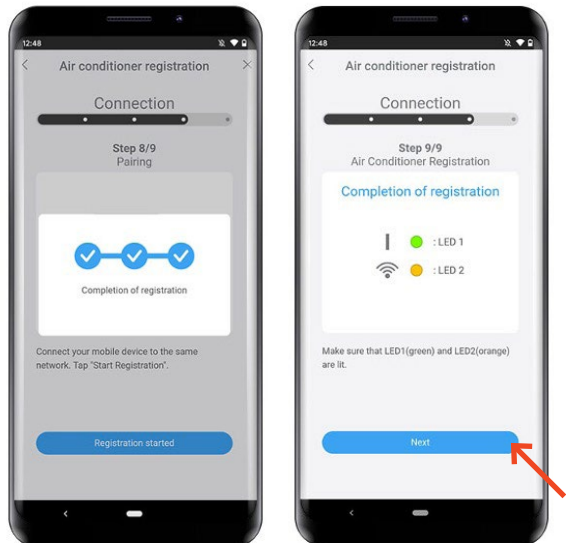 12:48
Air conditioner registration
Connection
Step 8/9
Pairing
Completion of registration
Connect your mobile device to the same
network. Tap "Start Registration".
Registration started
12:48
Air conditioner registration
Connection
Step 9/9
Air Conditioner Registration
Completion of registration
: LED 1
: LED 2
Make sure that LED1(green) and LED2(orange)
are lit.
Next